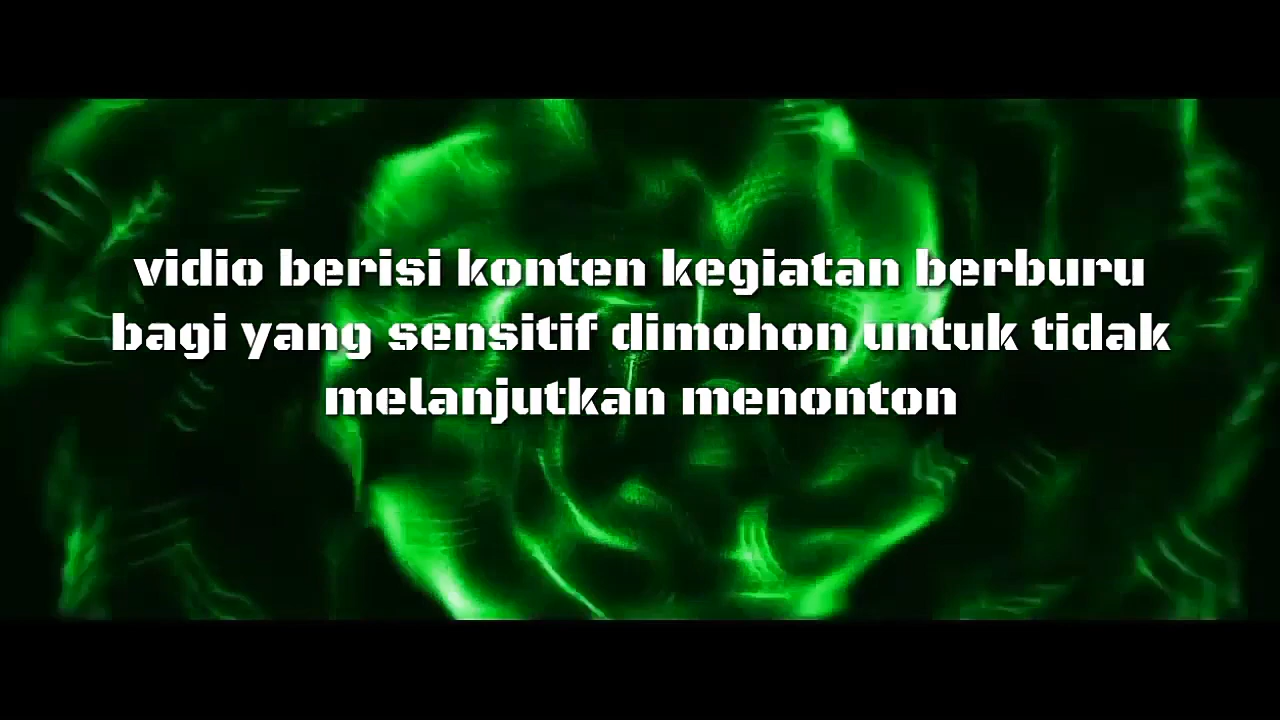 vidio berisi konten kegiatan berburu
bagi yang sensitif dimohon untuk tidak
melanjutkan menonton